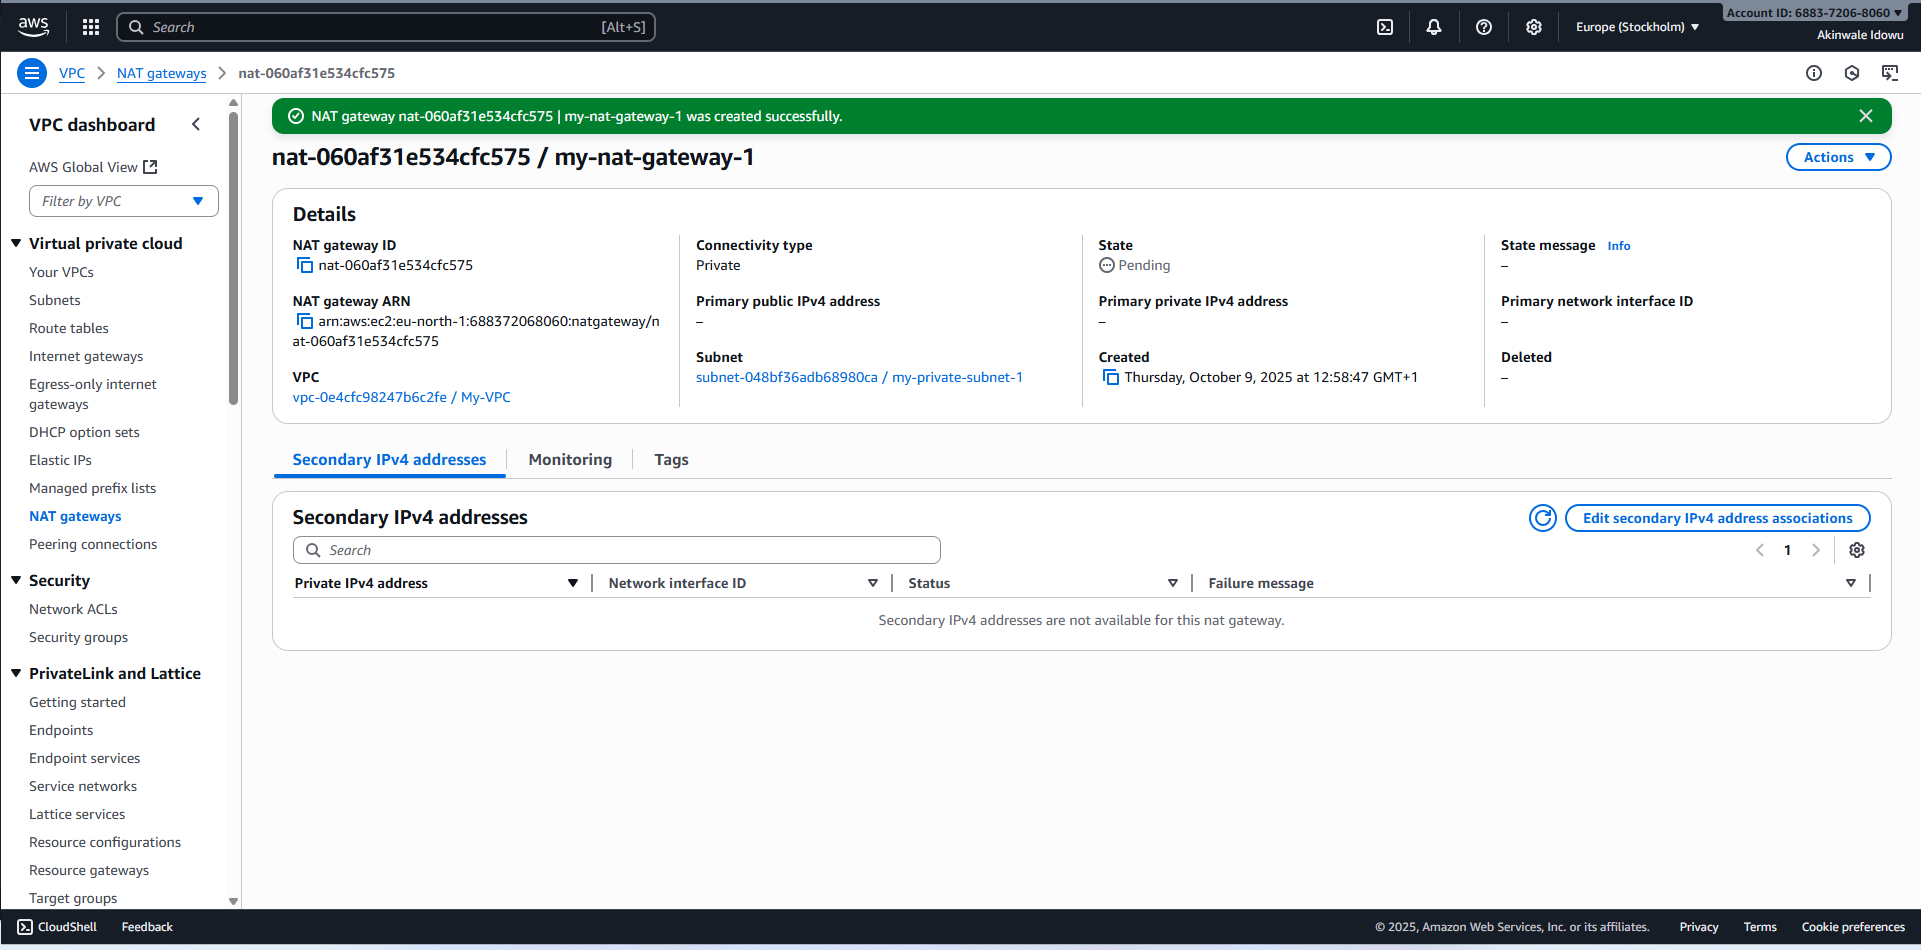 aws
Search
[Alt+S]
Europe (Stockholm)
Account ID: 6883-7206-8060
Akinwale Idowu
VPC
NAT gateways
nat-060af31e534cfc575
VPC dashboard
AWS Global View
Filter by VPC
Virtual private cloud
Your VPCs
Subnets
Route tables
Internet gateways
Egress-only internet
gateways
DHCP option sets
Elastic IPs
Managed prefix lists
NAT gateways
Peering connections
Security
Network ACLs
Security groups
PrivateLink and Lattice
Getting started
Endpoints
Endpoint services
Service networks
Lattice services
Resource configurations
Resource gateways
Target groups
NAT gateway nat-060af31e534cfc575 | my-nat-gateway-1 was created successfully.
nat-060af31e534cfc575 / my-nat-gateway-1
Actions
Details
NAT gateway ID
nat-060af31e534cfc575
NAT gateway ARN
arn:aws:ec2:eu-north-1:688372068060:natgateway/n
at-060af31e534cfc575
VPC
vpc-0e4cfc98247b6c2fe / My-VPC
Connectivity type
Private
Primary public IPv4 address
–
Subnet
subnet-048bf36adb68980ca / my-private-subnet-1
State
Pending
Primary private IPv4 address
–
Created
Thursday, October 9, 2025 at 12:58:47 GMT+1
State message Info
–
Primary network interface ID
–
Deleted
–
Secondary IPv4 addresses
Monitoring
Tags
Secondary IPv4 addresses
Edit secondary IPv4 address associations
Search
1
Private IPv4 address
Network interface ID
Status
Failure message
Secondary IPv4 addresses are not available for this nat gateway.
CloudShell
Feedback
© 2025, Amazon Web Services, Inc. or its affiliates.
Privacy
Terms
Cookie preferences